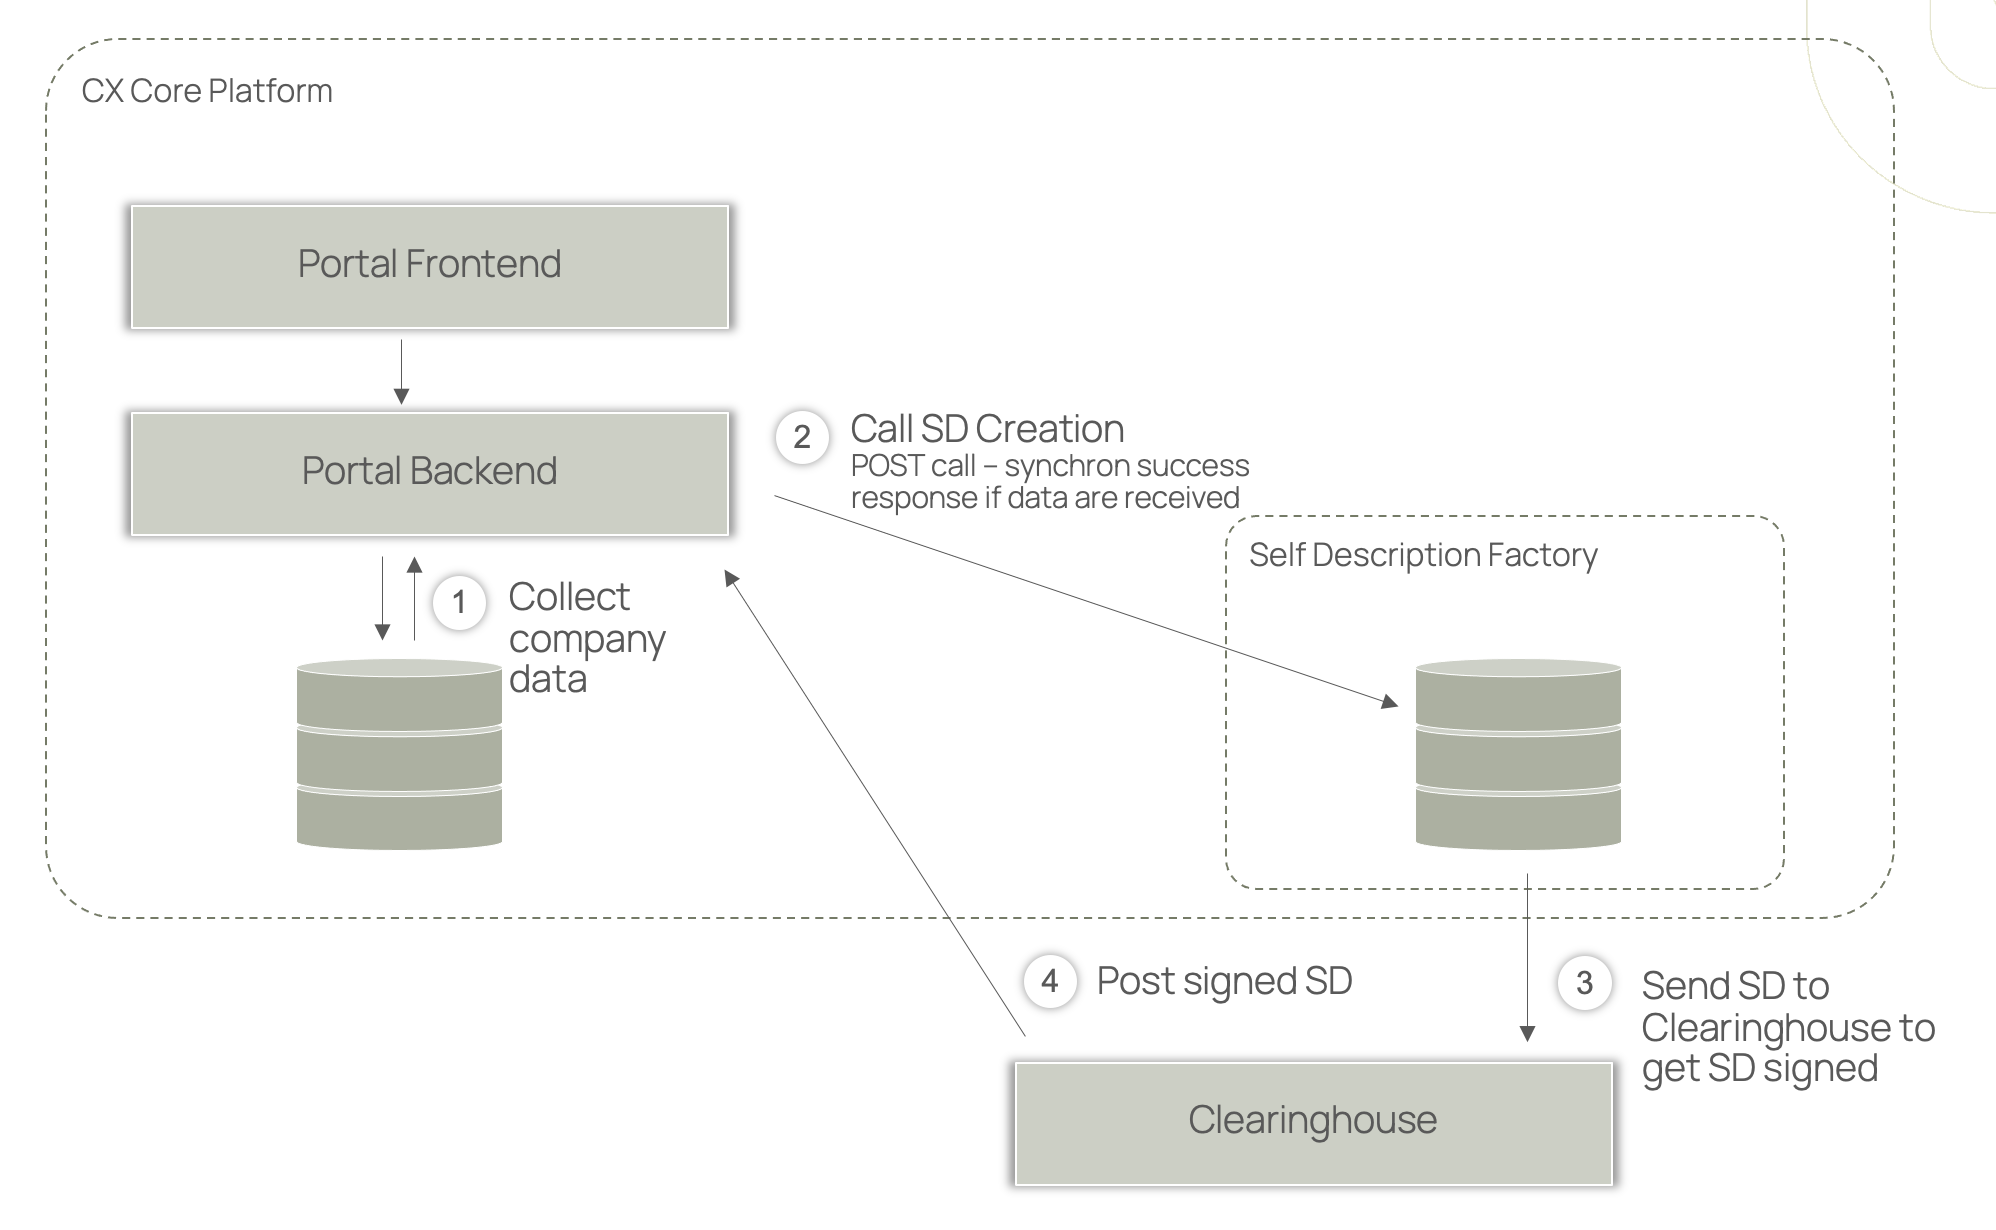 CX Core Platform
Portal Frontend
Portal Backend
2
Call SD Creation
POST call – synchron success
response if data are received
Self Description Factory
1
Collect
company
data
4
Post signed SD
3
Send SD to
Clearinghouse to
get SD signed
Clearinghouse